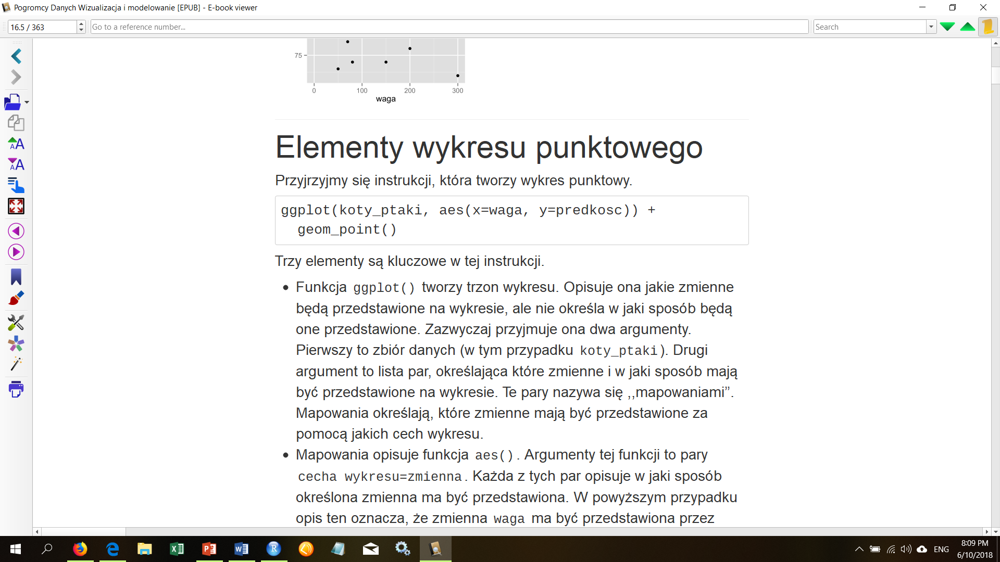 Pogromcy Danych Wizualizacja i modelowanie [EPUB] - E-book viewer
16.5 / 363
Go to a reference number...
Search
75
0 100 200 300
waga
Elementy wykresu punktowego
Przyjrzyjmy się instrukcji, która tworzy wykres punktowy.
ggplot(koty_ptaki, aes(x=waga, y=predkosc)) +
geom_point()
Trzy elementy są kluczowe w tej instrukcji.
Funkcja ggplot() tworzy trzon wykresu. Opisuje ona jakie zmienne
będą przedstawione na wykresie, ale nie określa w jaki sposób będą
one przedstawione. Zazwyczaj przyjmuje ona dwa argumenty.
Pierwszy to zbiór danych (w tym przypadku koty_ptaki). Drugi
argument to lista par, określająca które zmienne i w jaki sposób mają
być przedstawione na wykresie. Te pary nazywa się ,,mapowaniami”.
Mapowania określają, które zmienne mają być przedstawione za
pomocą jakich cech wykresu.
Mapowania opisuje funkcja aes(). Argumenty tej funkcji to pary
cecha wykresu=zmienna. Każda z tych par opisuje w jaki sposób
określona zmienna ma być przedstawiona. W powyższym przypadku
opis ten oznacza, że zmienna waga ma być przedstawiona przez
ENG
8:09 PM
6/10/2018